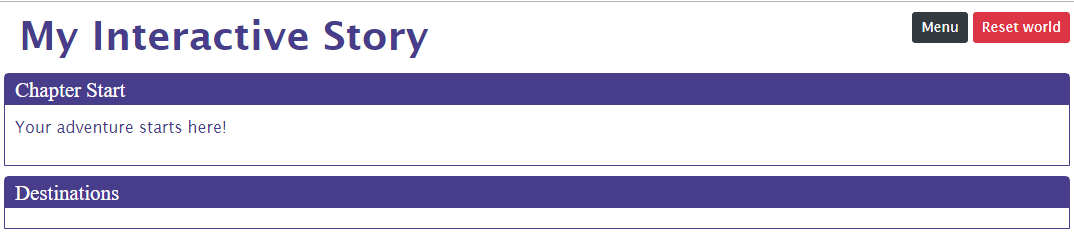 My Interactive Story
Menu
Reset world
Chapter Start
Your adventure starts here!
Destinations